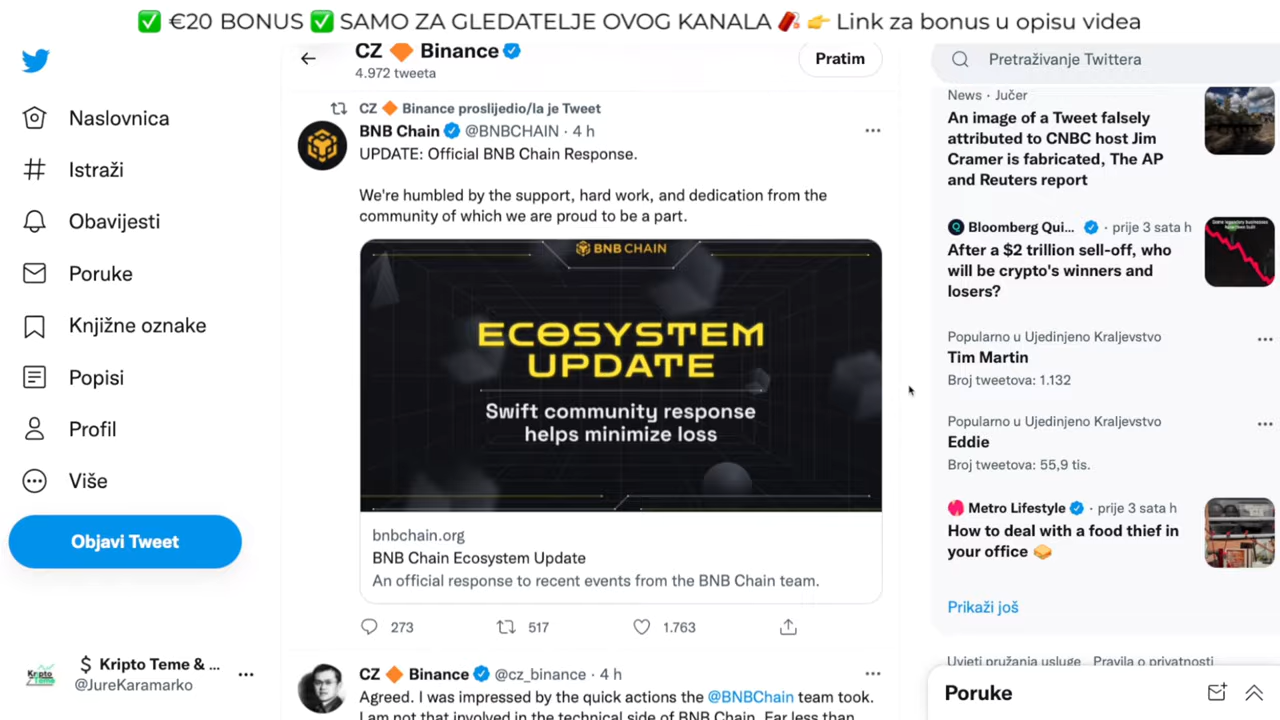 ✅ €20 BONUS ✅ SAMO ZA GLEDATELJE OVOG KANALA 🧨 👉 Link za bonus u opisu videa
Naslovnica
Istraži
Obavijesti
Poruke
Knjižne oznake
Popisi
Profil
Više
Objavi Tweet
Kripto
$ Kripto Teme & ...
@JureKaramarko
CZ 🔶 Binance
4.972 tweeta
Pratim
CZ 🔶 Binance proslijedio/la je Tweet
BNB Chain @BNBCHAIN · 4 h
UPDATE: Official BNB Chain Response.
We're humbled by the support, hard work, and dedication from the
community of which we are proud to be a part.
BNB CHAIN
ECOSYSTEM
UPDATE
Swift community response
helps minimize loss
bnbchain.org
BNB Chain Ecosystem Update
An official response to recent events from the BNB Chain team.
273
517
1.763
CZ 🔶 Binance @cz_binance · 4 h
Agreed. I was impressed by the quick actions the @BNBChain team took.
I am not that involved in the technical side of BNB Chain. Far less than
Pretraživanje Twittera
News · Jučer
An image of a Tweet falsely
attributed to CNBC host Jim
Cramer is fabricated, The AP
and Reuters report
Bloomberg Qui... · prije 3 sata h
After a $2 trillion sell-off, who
will be crypto's winners and
losers?
Popularno u Ujedinjeno Kraljevstvo
Tim Martin
Broj tweetova: 1.132
Popularno u Ujedinjeno Kraljevstvo
Eddie
Broj tweetova: 55,9 tis.
Metro Lifestyle · prije 3 sata h
How to deal with a food thief in
your office 🥪
Prikaži još
Uvjeti pružanja usluge Pravila o privatnosti
Poruke